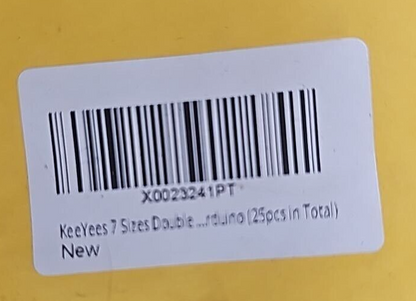 X0023241PT
KeeYees 7 Sizes Double ...rduino (25pcs in Total)
New